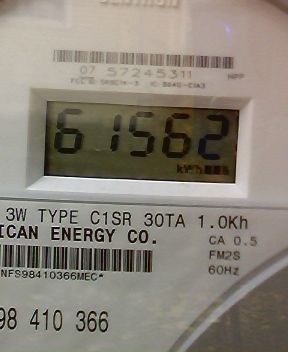 07 57245311 NPP
61562
kWh
3W TYPE C1SR 30TA 1.0Kh
ICAN ENERGY CO.
CA 0.5
FM2S
60Hz
NFS98410366MEC*
98 410 366